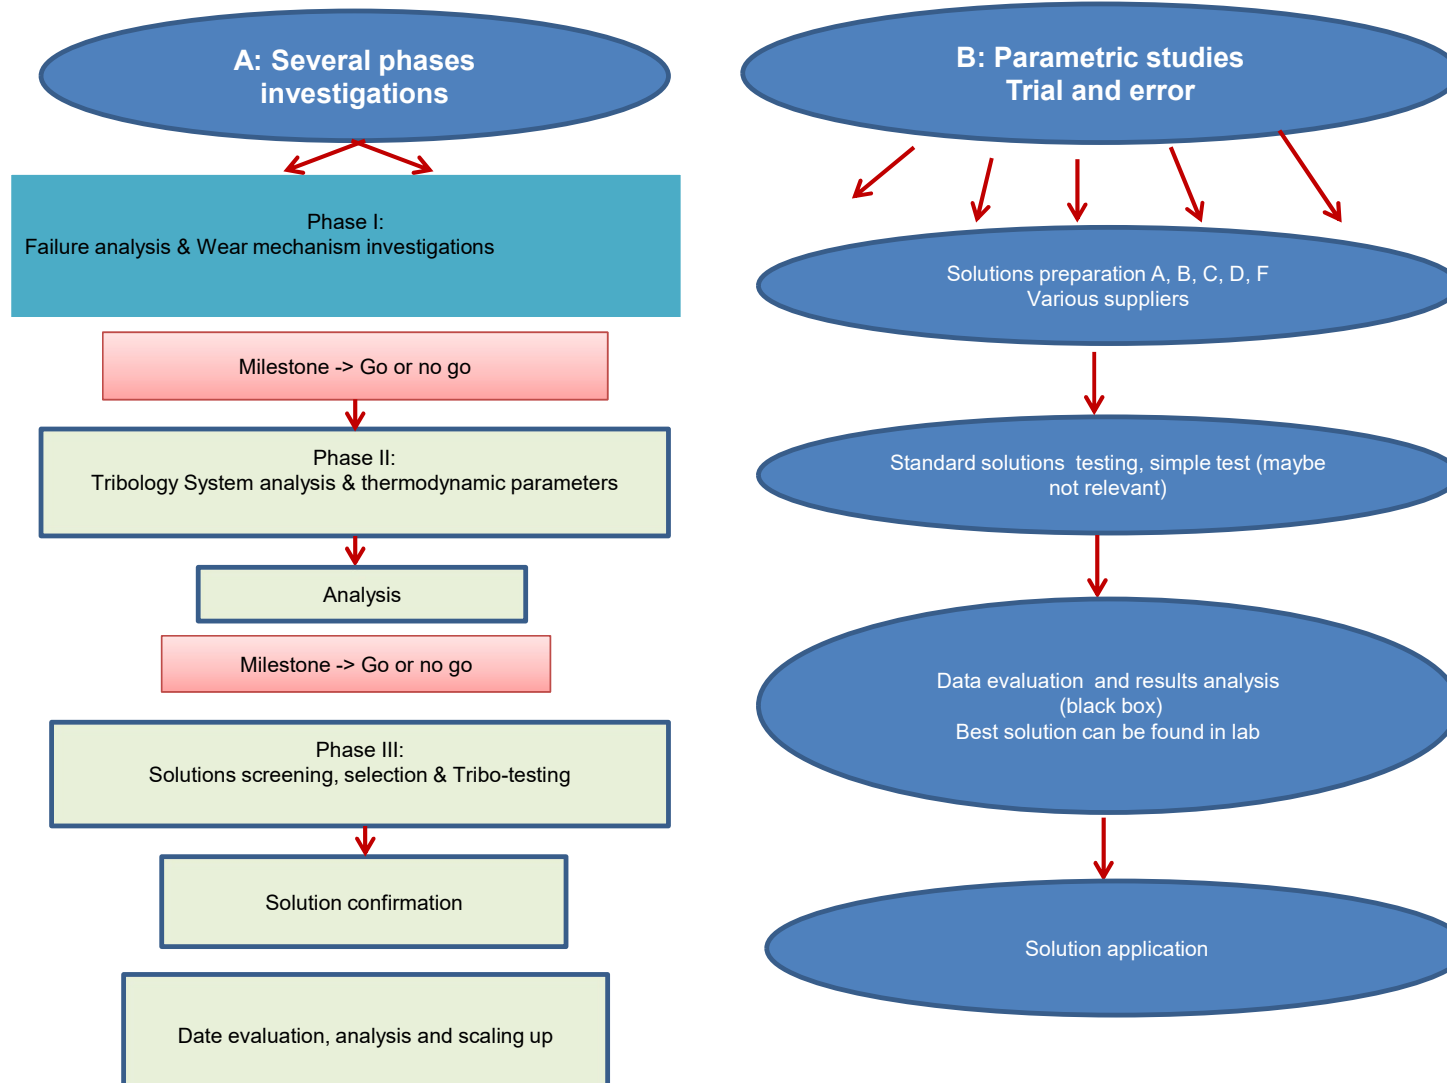 A: Several phases
investigations
Phase I:
Failure analysis & Wear mechanism investigations
Milestone -> Go or no go
Phase II:
Tribology System analysis & thermodynamic parameters
Analysis
Milestone -> Go or no go
Phase III:
Solutions screening, selection & Tribo-testing
Solution confirmation
Date evaluation, analysis and scaling up
B: Parametric studies
Trial and error
Solutions preparation A, B, C, D, F
Various suppliers
Standard solutions  testing, simple test (maybe
not relevant)
Data evaluation  and results analysis
(black box)
Best solution can be found in lab
Solution application